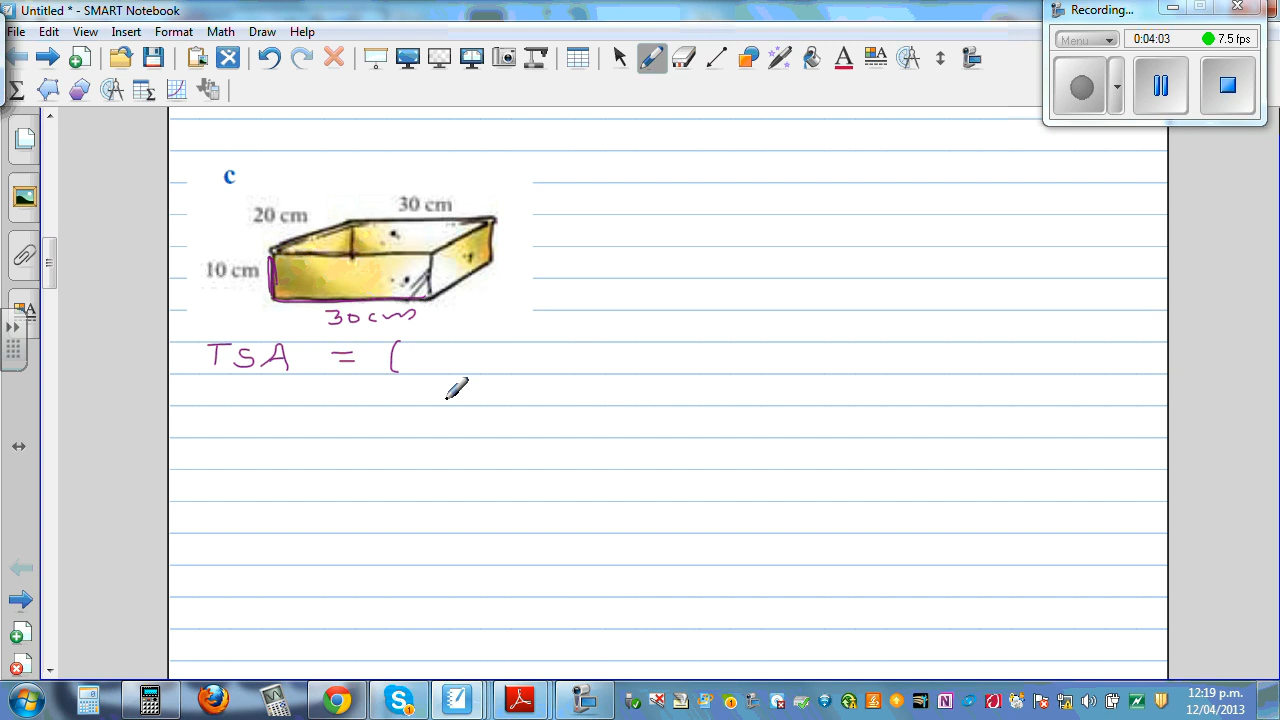 Untitled * - SMART Notebook
File Edit View Insert Format Math Draw Help
Recording...
Menu 0:04:03 7.5 fps
c
20 cm 30 cm
10 cm
30 cm
TSA = (
12:19 p.m.
12/04/2013